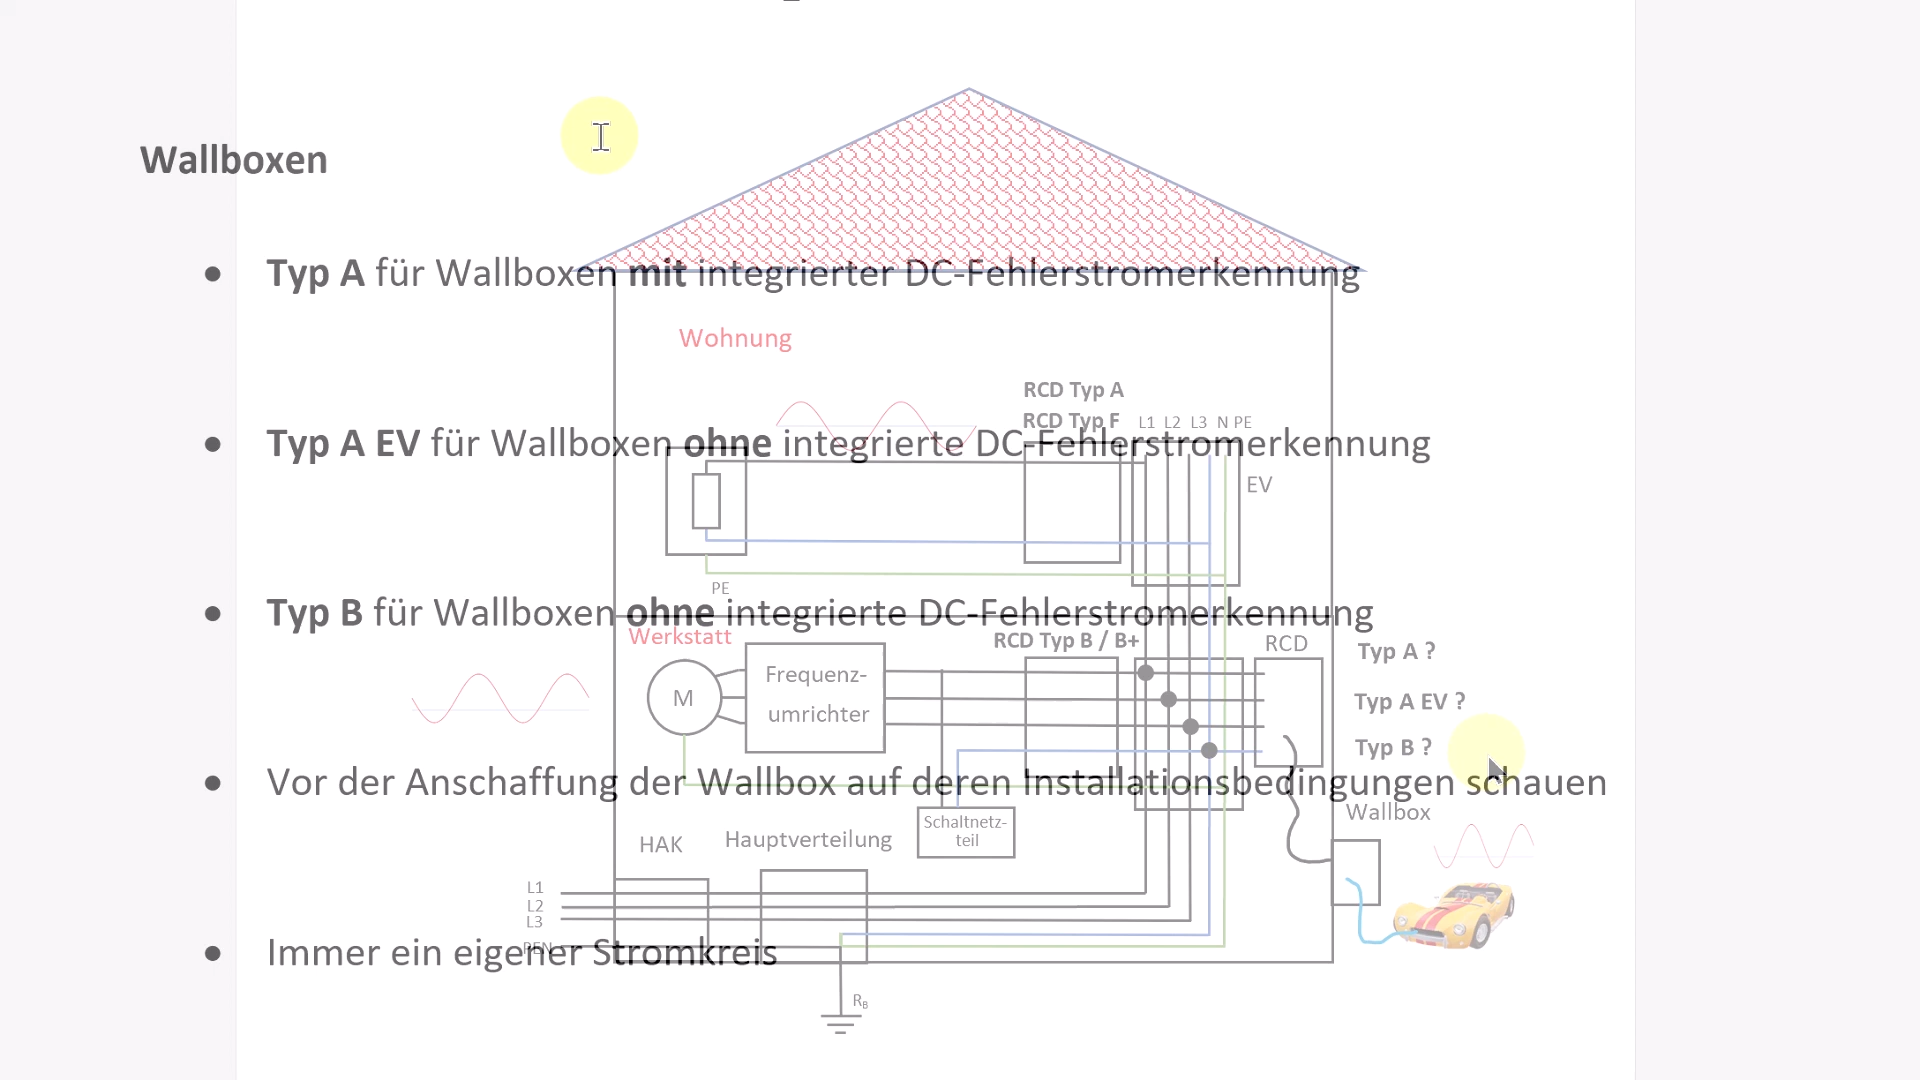 Wallboxen
• Typ A für Wallboxen mit integrierter DC-Fehlerstromerkennung
Wohnung
RCD Typ A
RCD Typ F
L1 L2 L3 N PE
• Typ A EV für Wallboxen ohne integrierte DC-Fehlerstromerkennung
EV
PE
• Typ B für Wallboxen ohne integrierte DC-Fehlerstromerkennung
Werkstatt
RCD Typ B / B+
RCD
Typ A ?
M
Frequenz-
umrichter
Typ A EV ?
Typ B ?
• Vor der Anschaffung der Wallbox auf deren Installationsbedingungen schauen
Wallbox
Schaltnetz-
teil
HAK
Hauptverteilung
L1
L2
L3
PEN
• Immer ein eigener Stromkreis
RB